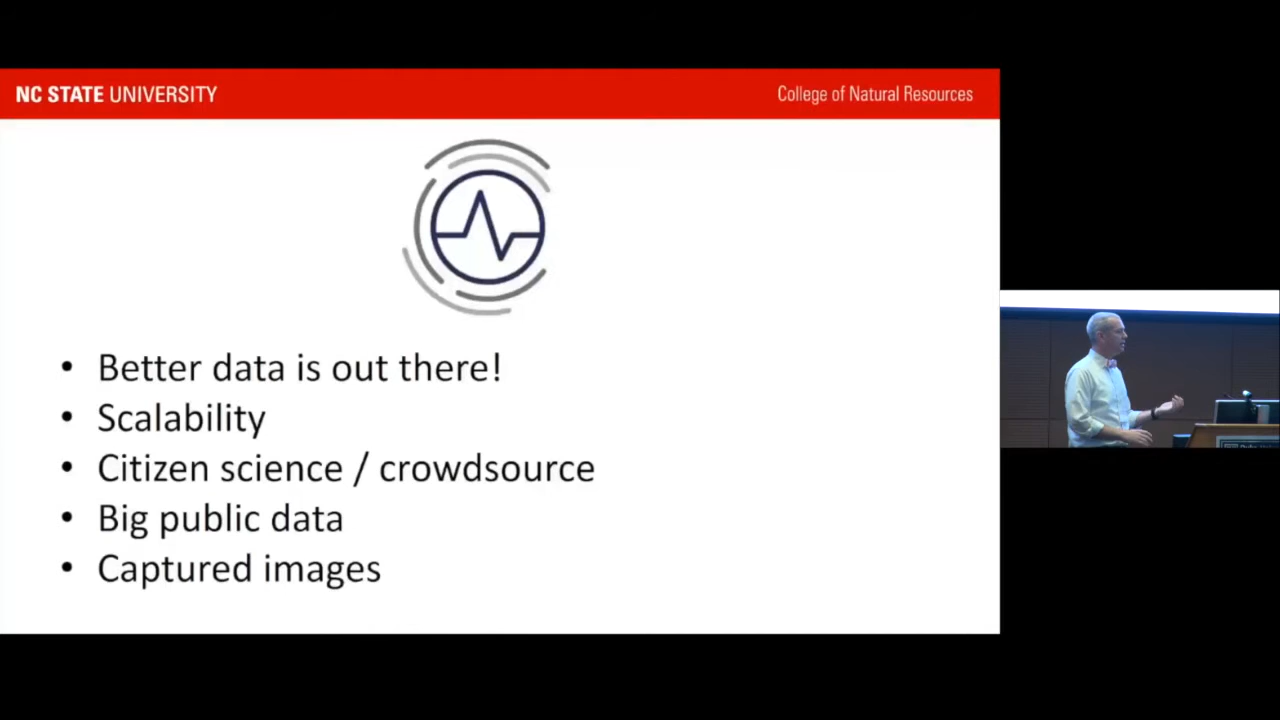 NC STATE UNIVERSITY
College of Natural Resources
• Better data is out there!
• Scalability
• Citizen science / crowdsource
• Big public data
• Captured images